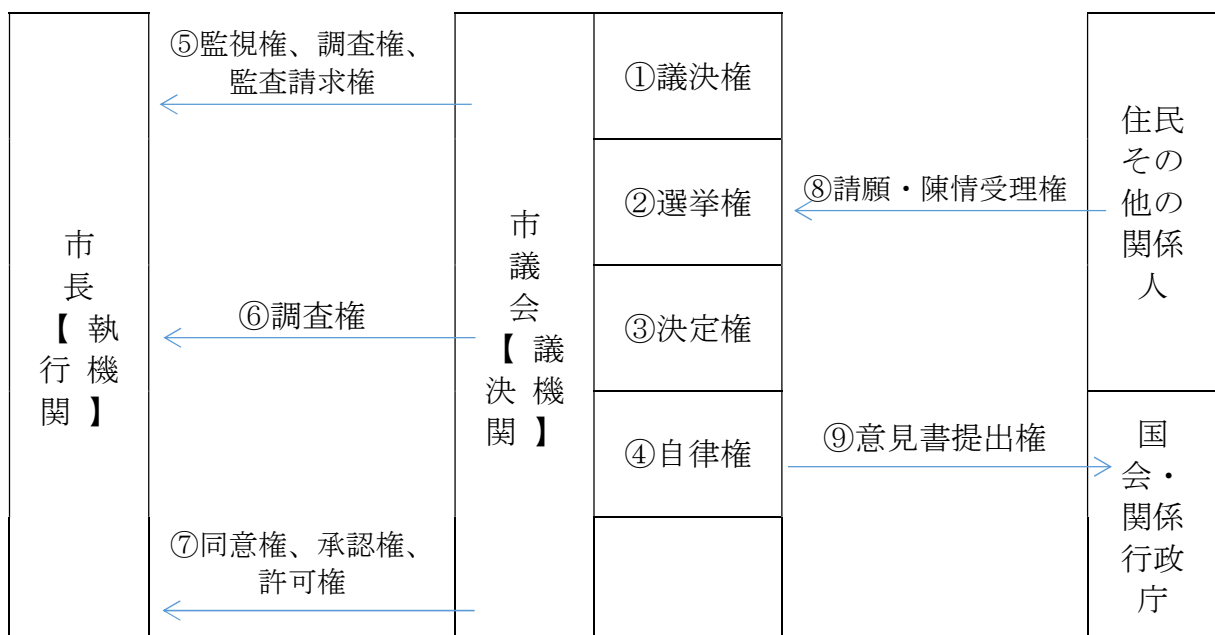 市
長
【執
行機
関】
⑤監視権、調査権、
監査請求権
⑥調査権
⑦同意権、承認権、
許可権
市
議
会
【議
決機
関】
①議決権
②選挙権
③決定権
④自律権
⑧請願・陳情受理権
⑨意見書提出権
住民
その
他の
関係
人
国
会・
関係
行政
庁